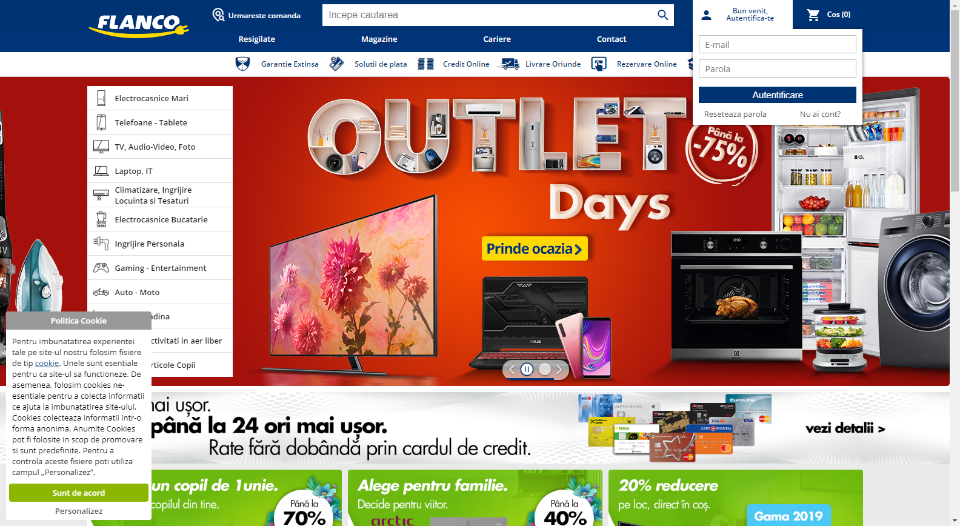 FLANCO
Urmareste comanda
Incepe cautarea
Bun venit,
Autentifica-te
Cos (0)
Resigilate
Magazine
Cariere
Contact
E-mail
Parola
Autentificare
Reseteaza parola
Nu ai cont?
Garantie Extinsa
Solutii de plata
Credit Online
Livrare Oriunde
Rezervare Online
Electrocasnice Mari
Telefoane - Tablete
TV, Audio-Video, Foto
Laptop, IT
Climatizare, Ingrijire
Locuinta si Tesaturi
Electrocasnice Bucatarie
Ingrijire Personala
Gaming - Entertainment
Auto - Moto
adina
ctivitati in aer liber
rticole Copii
OUTLET
Days
Până la
-75%
Prinde ocazia
Politica Cookie
Pentru imbunatatirea experientei
tale pe site-ul nostru folosim fisiere
de tip cookie. Unele sunt esentiale
pentru ca site-ul sa functioneze. De
asemenea, folosim cookies ne-
esentiale pentru a colecta informatii
ce ajuta la imbunatatirea site-ului.
Cookies colecteaza informatii intr-o
forma anonima. Anumite Cookies
pot fi folosite in scop de promovare
si sunt predefinite. Pentru a
controla aceste fisiere poti utiliza
campul „Personalizez”.
Sunt de acord
Personalizez
mai ușor.
până la 24 ori mai ușor.
Rate fără dobândă prin cardul de credit.
vezi detalii >
un copil de 1unie.
copilul din tine.
Până la
70%
Alege pentru familie.
Decide pentru viitor.
arctic
Până la
40%
20% reducere
pe loc, direct în coș.
Gama 2019